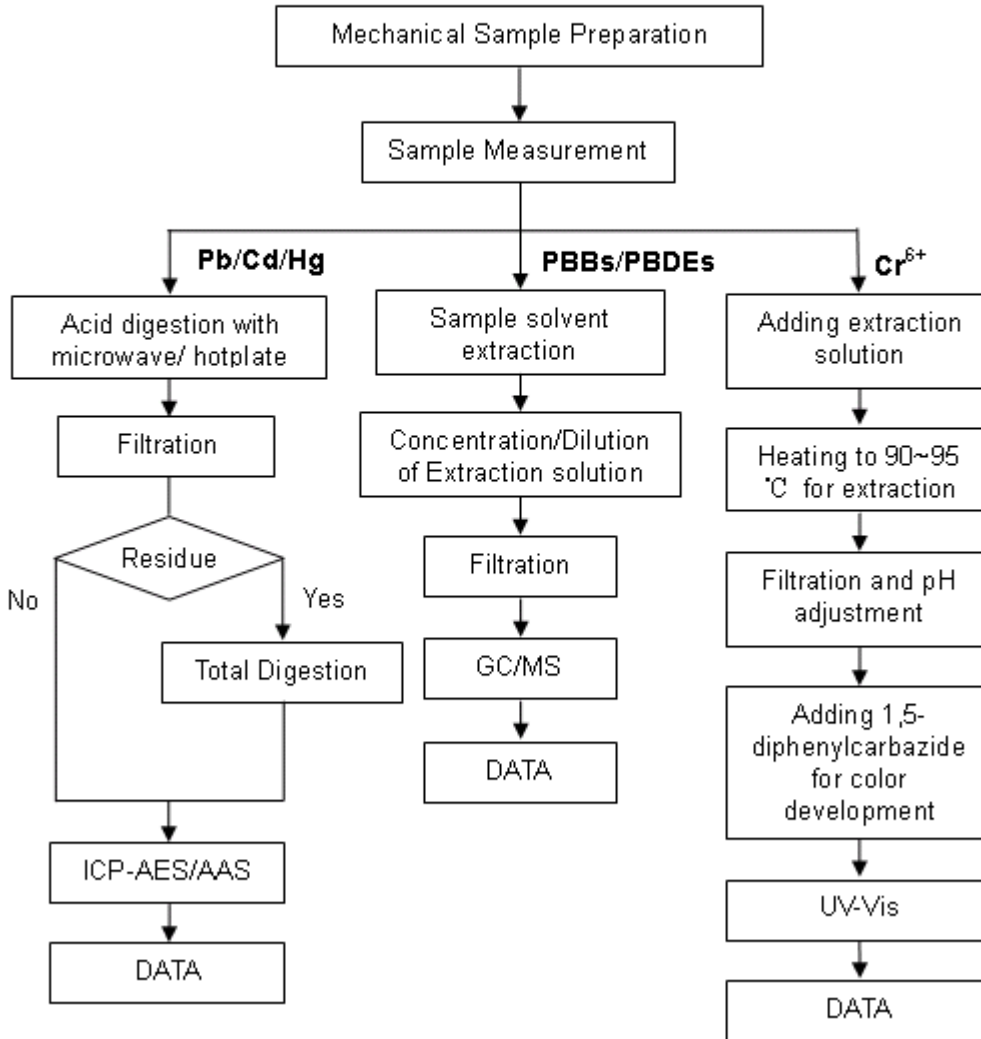 Mechanical Sample Preparation
Sample Measurement
Pb/Cd/Hg
Acid digestion with
microwave/ hotplate
Filtration
Residue
No
Yes
Total Digestion
ICP-AES/AAS
DATA
PBBs/PBDEs
Sample solvent
extraction
Concentration/Dilution
of Extraction solution
Filtration
GC/MS
DATA
Cr⁶⁺
Adding extraction
solution
Heating to 90~95
℃ for extraction
Filtration and pH
adjustment
Adding 1,5-
diphenylcarbazide
for color
development
UV-Vis
DATA